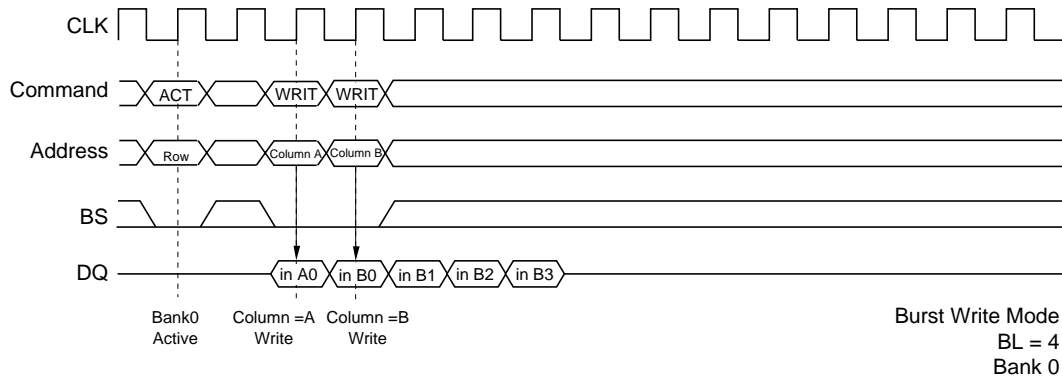 CLK
Command ACT WRIT WRIT
Address Row Column A Column B
BS
DQ in A0 in B0 in B1 in B2 in B3
Bank0 Column =A Column =B
Active Write Write
Burst Write Mode
BL = 4
Bank 0